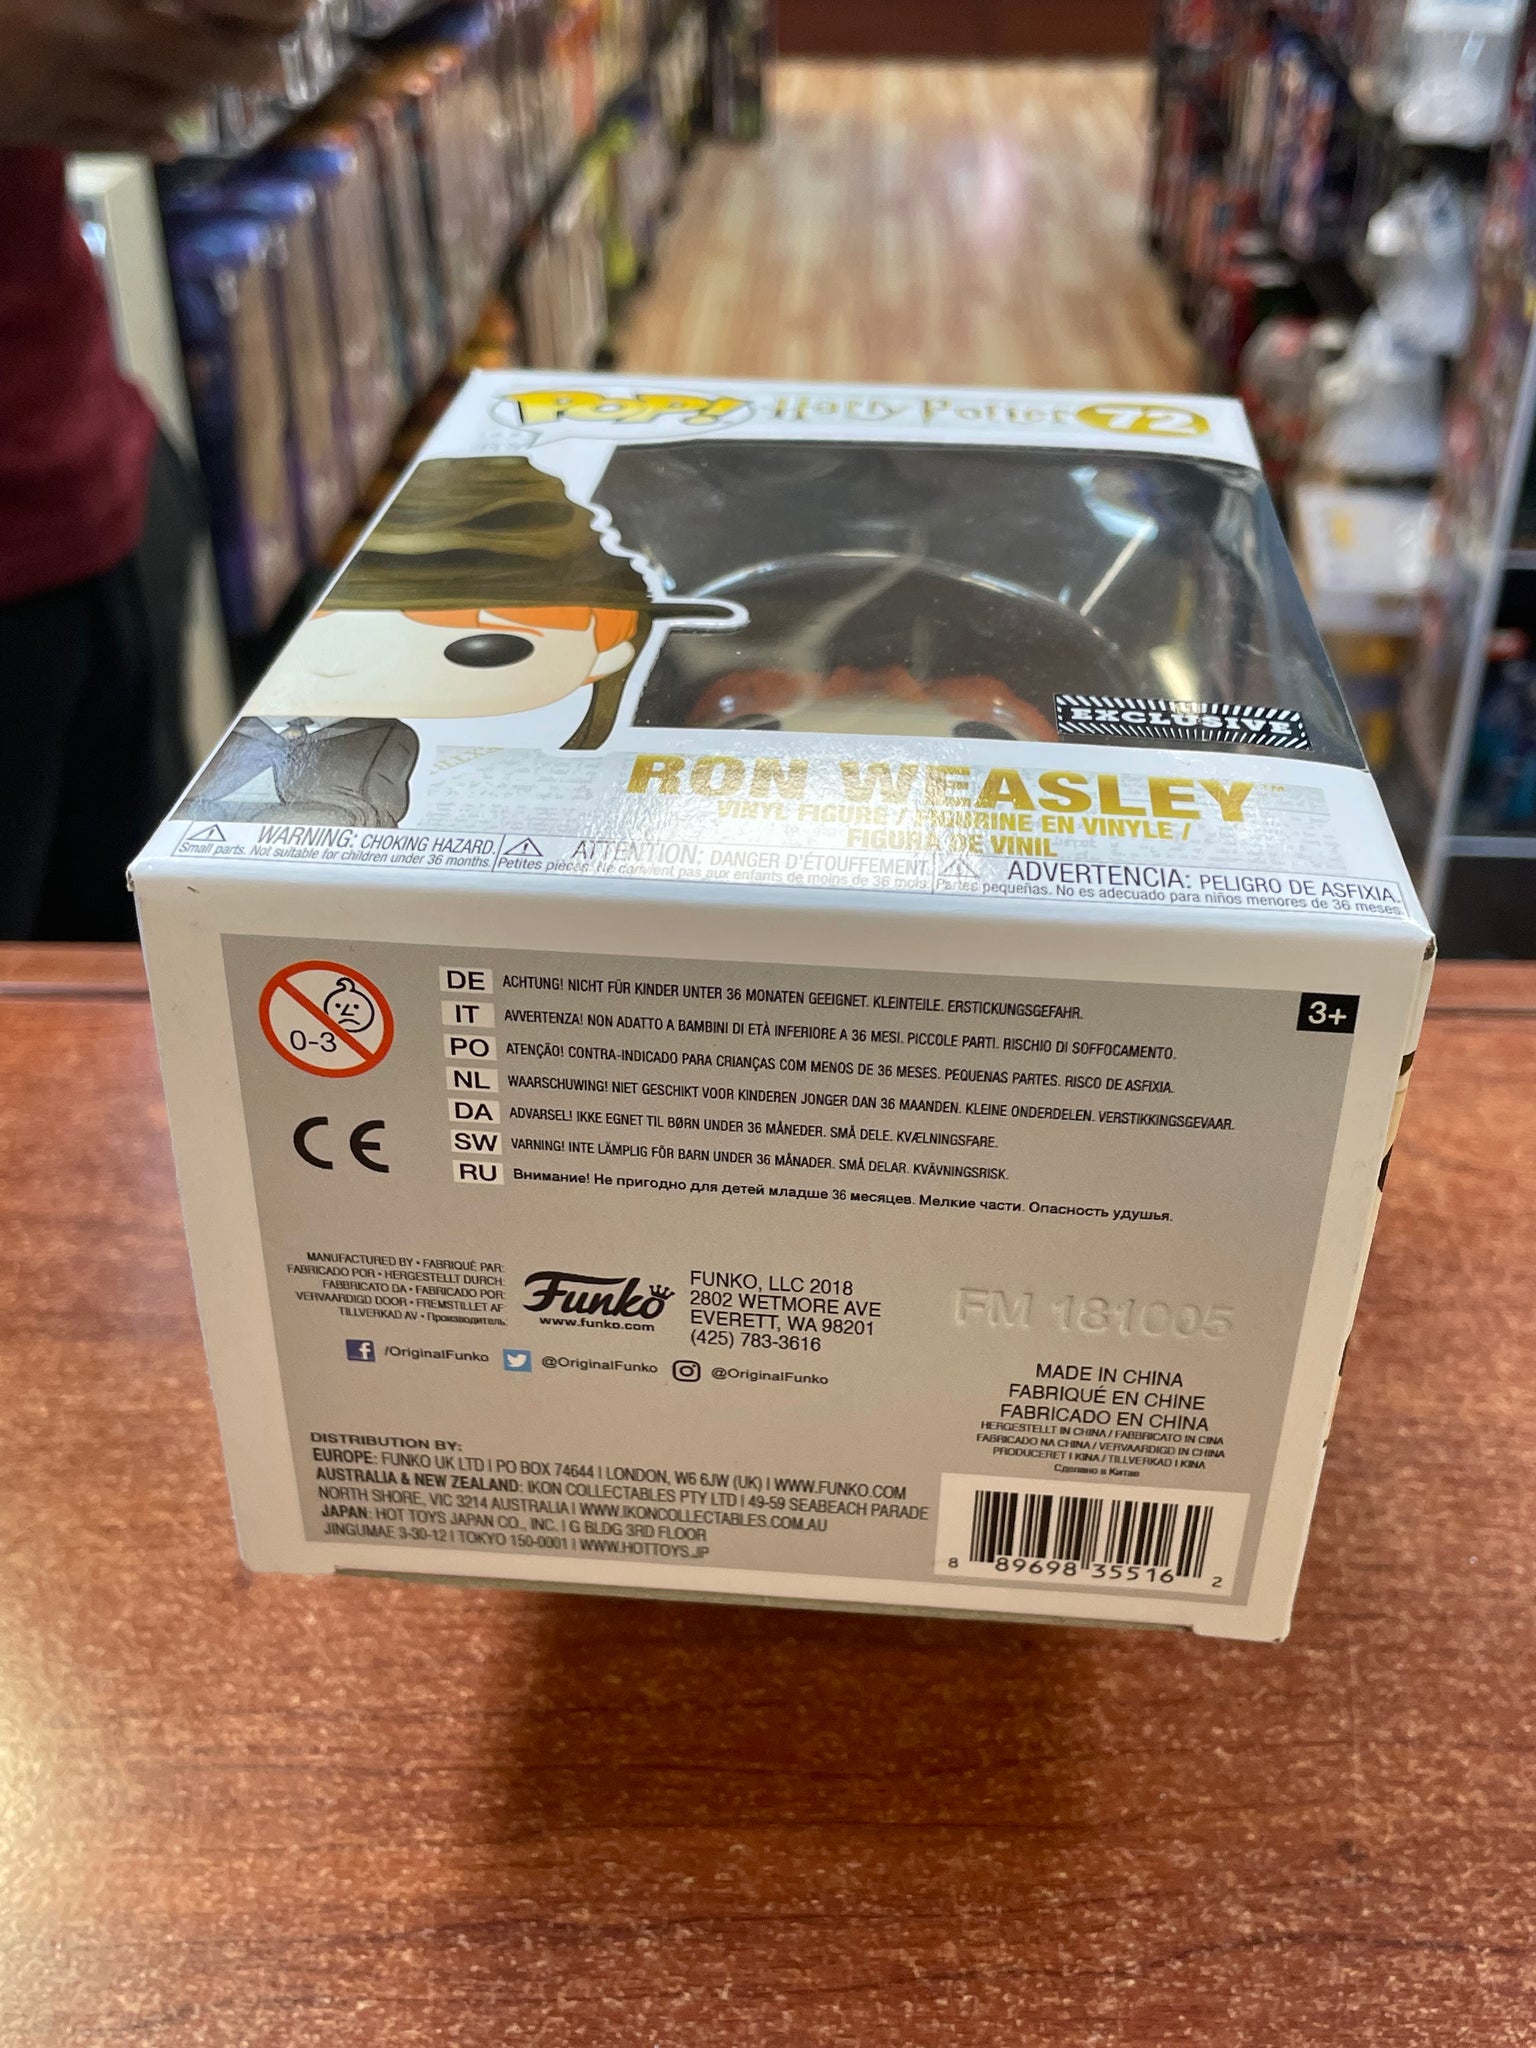 POP! Harry Potter 72
EXCLUSIVE
RON WEASLEY™
VINYL FIGURE / FIGURINE EN VINYLE /
FIGURA DE VINIL
WARNING: CHOKING HAZARD.
Small parts. Not suitable for children under 36 months.
ATTENTION: DANGER D'ÉTOUFFEMENT.
Petites pièces. Ne convient pas aux enfants de moins de 36 mois.
ADVERTENCIA: PELIGRO DE ASFIXIA.
Partes pequeñas. No es adecuado para niños menores de 36 meses.
0-3
CE
DE ACHTUNG! NICHT FÜR KINDER UNTER 36 MONATEN GEEIGNET. KLEINTEILE. ERSTICKUNGSGEFAHR.
IT AVVERTENZA! NON ADATTO A BAMBINI DI ETÀ INFERIORE A 36 MESI. PICCOLE PARTI. RISCHIO DI SOFFOCAMENTO.
PO ATENÇÃO! CONTRA-INDICADO PARA CRIANÇAS COM MENOS DE 36 MESES. PEQUENAS PARTES. RISCO DE ASFIXIA.
NL WAARSCHUWING! NIET GESCHIKT VOOR KINDEREN JONGER DAN 36 MAANDEN. KLEINE ONDERDELEN. VERSTIKKINGSGEVAAR.
DA ADVARSEL! IKKE EGNET TIL BØRN UNDER 36 MÅNEDER. SMÅ DELE. KVÆLNINGSFARE.
SW VARNING! INTE LÄMPLIG FÖR BARN UNDER 36 MÅNADER. SMÅ DELAR. KVÄVNINGSRISK.
RU Внимание! Не пригодно для детей младше 36 месяцев. Мелкие части. Опасность удушья.
3+
MANUFACTURED BY • FABRIQUÉ PAR:
FABRICADO POR • HERGESTELLT DURCH:
FABBRICATO DA • FABRICADO POR:
VERVAARDIGD DOOR • FREMSTILLET AF:
TILLVERKAD AV • Производитель:
Funko
www.funko.com
FUNKO, LLC 2018
2802 WETMORE AVE
EVERETT, WA 98201
(425) 783-3616
/OriginalFunko @OriginalFunko @OriginalFunko
FM 181005
MADE IN CHINA
FABRIQUÉ EN CHINE
FABRICADO EN CHINA
HERGESTELLT IN CHINA / FABBRICATO IN CINA
FABRICADO NA CHINA / VERVAARDIGD IN CHINA
PRODUCERET I KINA / TILLVERKAD I KINA
Сделано в Китае
DISTRIBUTION BY:
EUROPE: FUNKO UK LTD | PO BOX 74644 | LONDON, W6 6JW (UK) | WWW.FUNKO.COM
AUSTRALIA & NEW ZEALAND: IKON COLLECTABLES PTY LTD | 49-59 SEABEACH PARADE
NORTH SHORE, VIC 3214 AUSTRALIA | WWW.IKONCOLLECTABLES.COM.AU
JAPAN: HOT TOYS JAPAN CO., INC. | G BLDG 3RD FLOOR
JINGUMAE 3-30-12 | TOKYO 150-0001 | WWW.HOTTOYS.JP
8 89698 35516 2